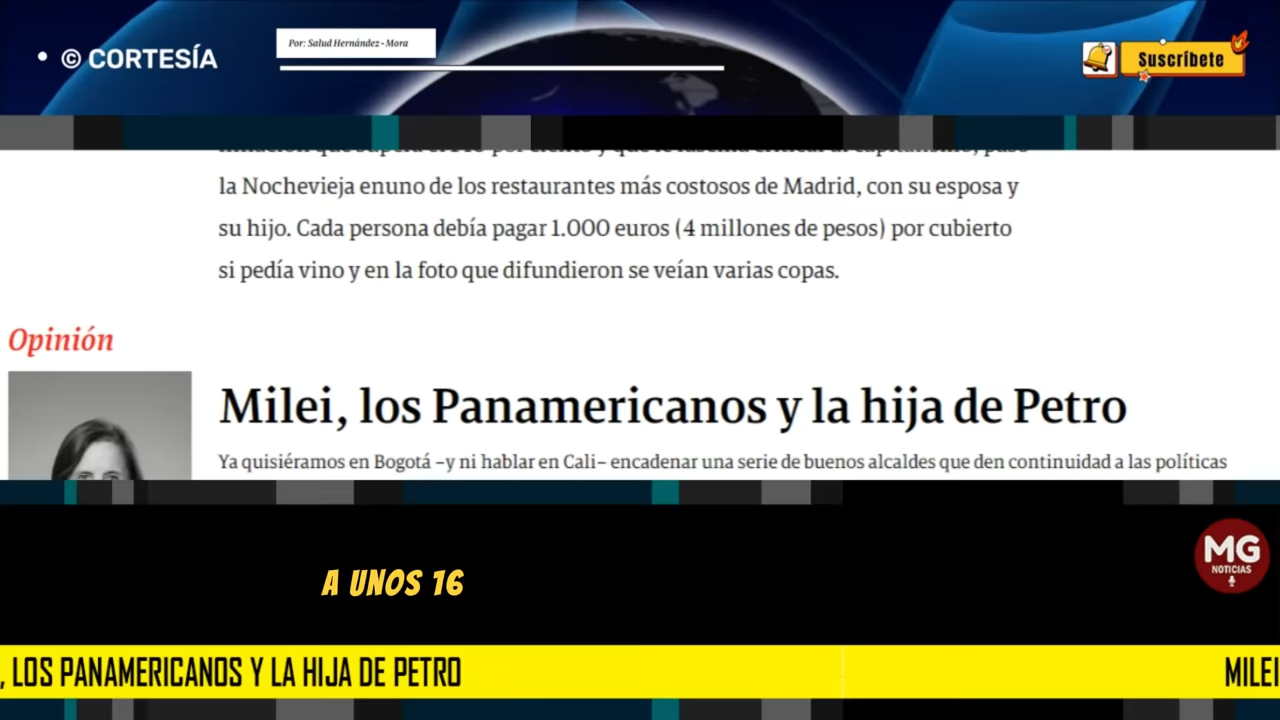 • © CORTESÍA
Por: Salud Hernández-Mora
Suscríbete
la Nochevieja enuno de los restaurantes más costosos de Madrid, con su esposa y
su hijo. Cada persona debía pagar 1.000 euros (4 millones de pesos) por cubierto
si pedía vino y en la foto que difundieron se veían varias copas.
Opinión
Milei, los Panamericanos y la hija de Petro
Ya quisiéramos en Bogotá –y ni hablar en Cali– encadenar una serie de buenos alcaldes que den continuidad a las políticas
MG
NOTICIAS
A UNOS 16
, LOS PANAMERICANOS Y LA HIJA DE PETRO
MILEI